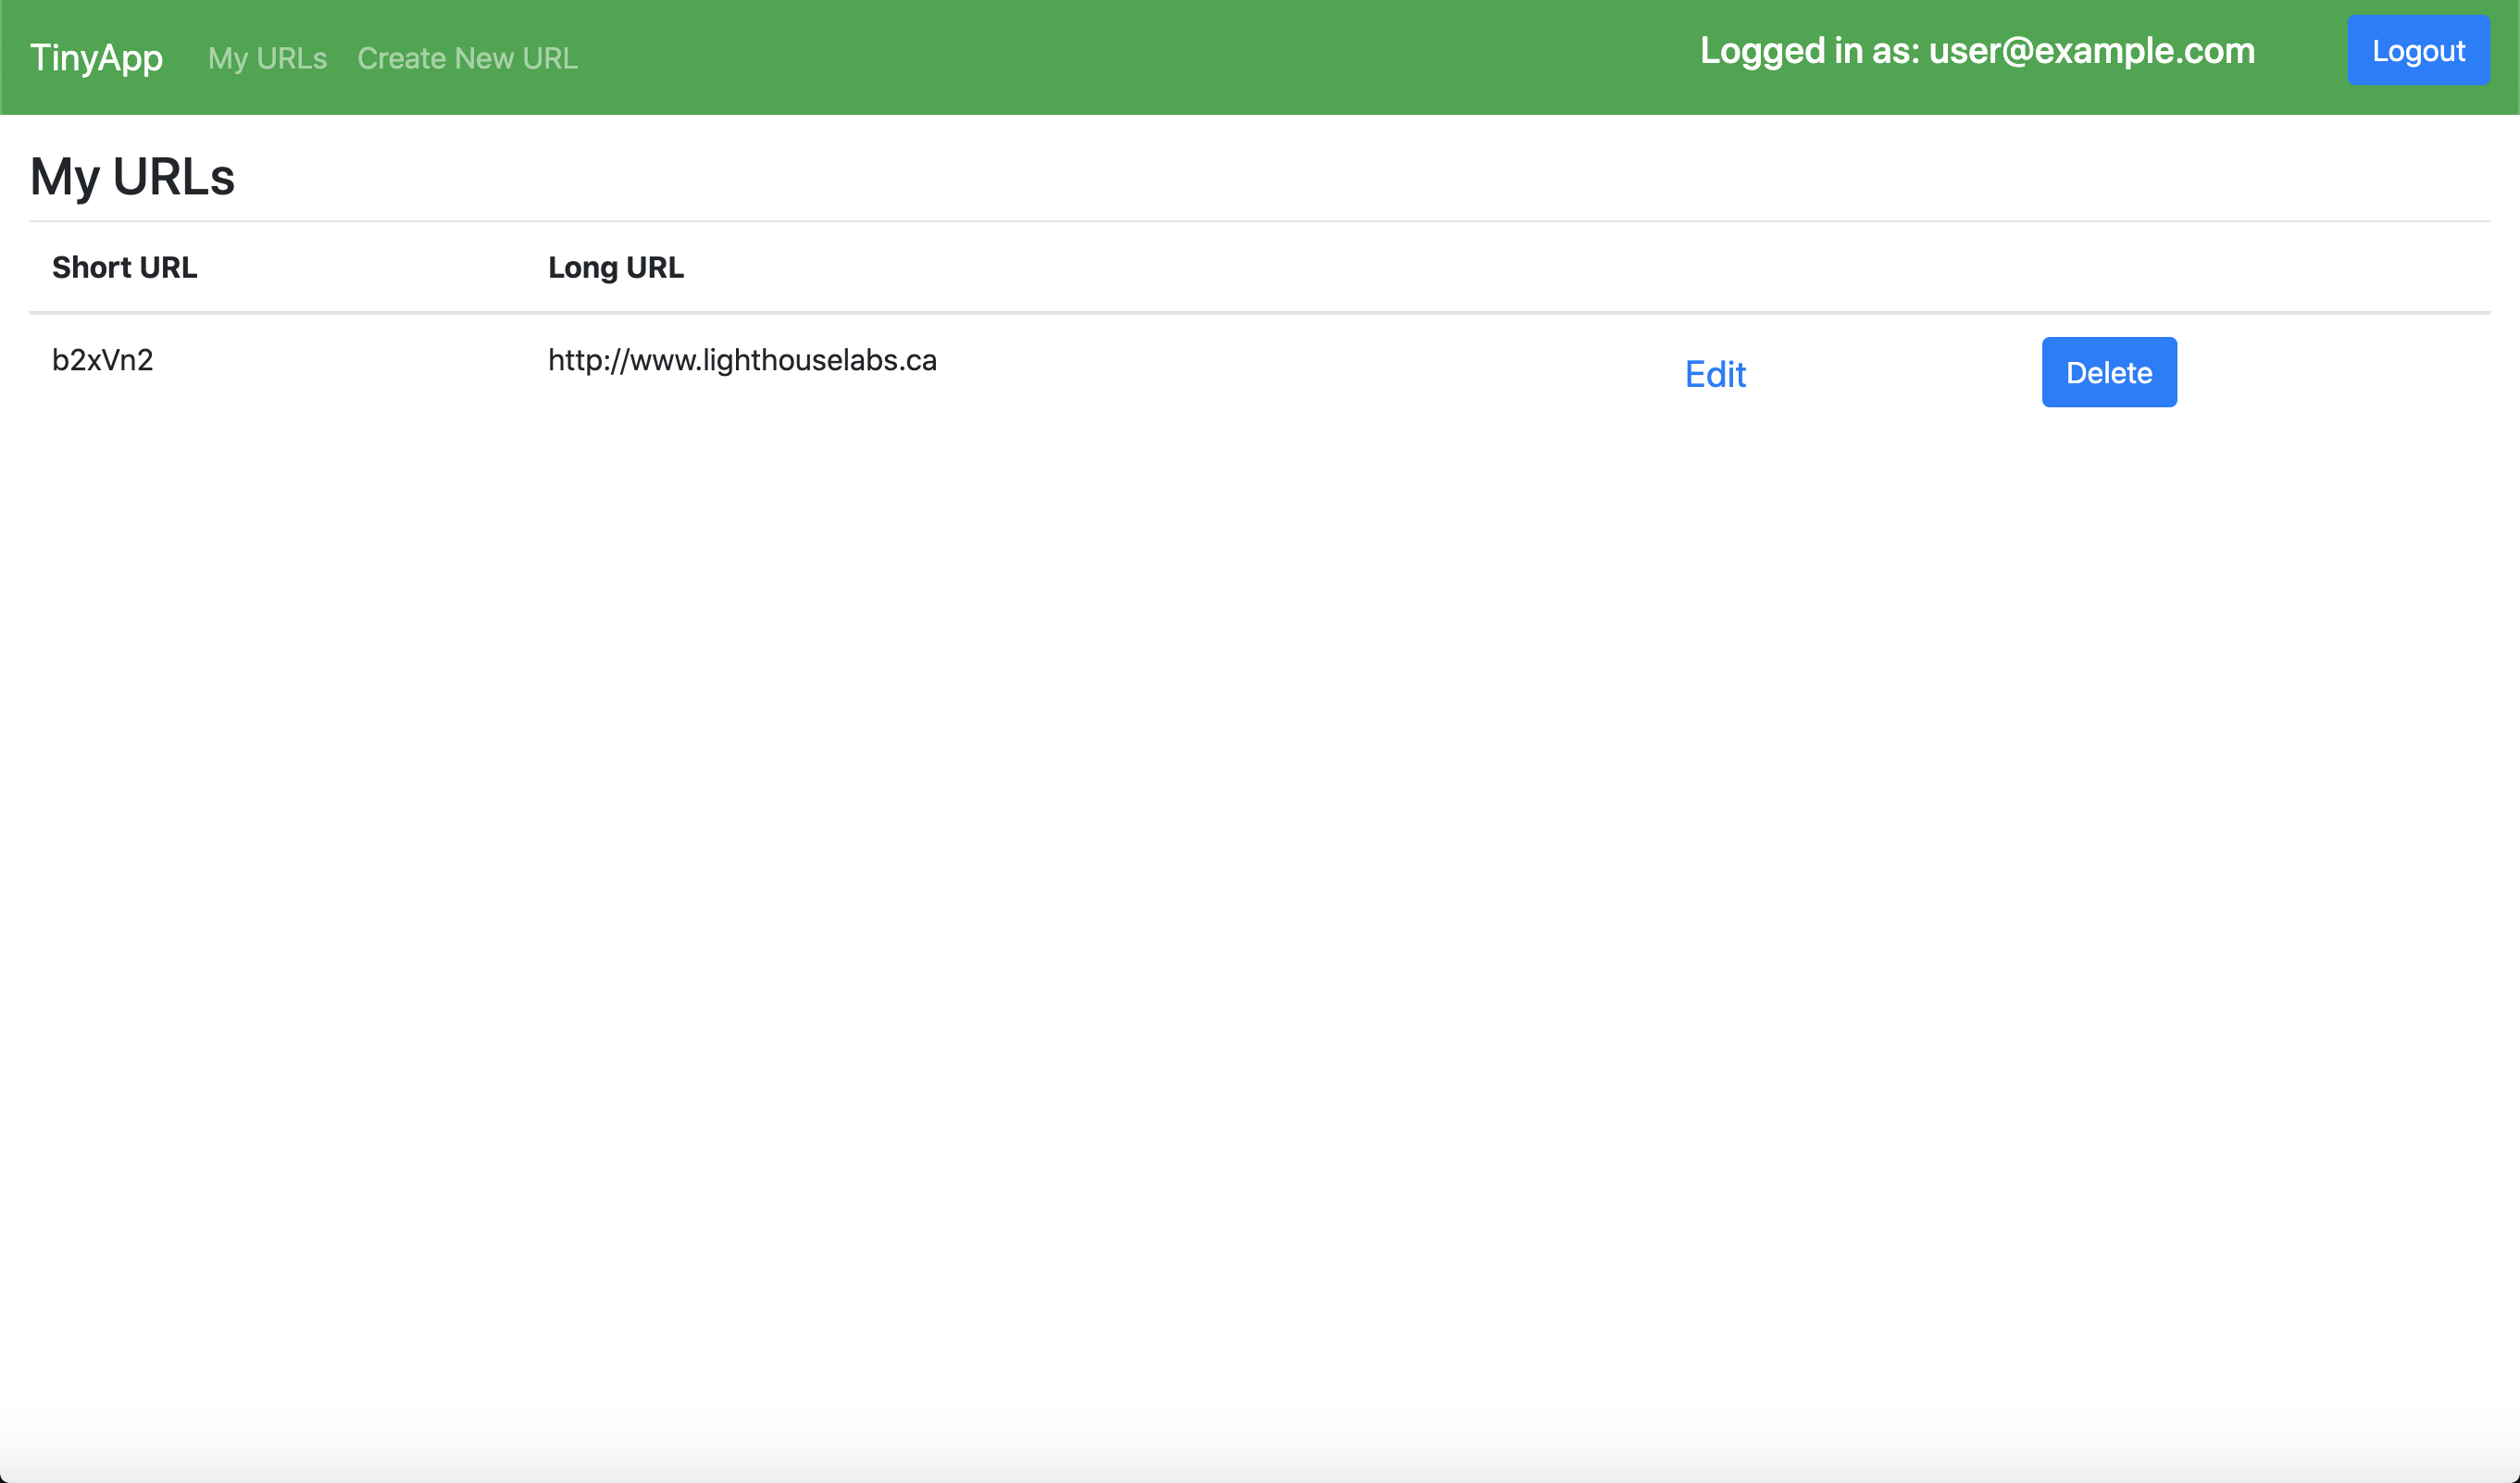 TinyApp My URLs Create New URL Logged in as: user@example.com Logout
My URLs
Short URL Long URL
b2xVn2 http://www.lighthouselabs.ca Edit Delete